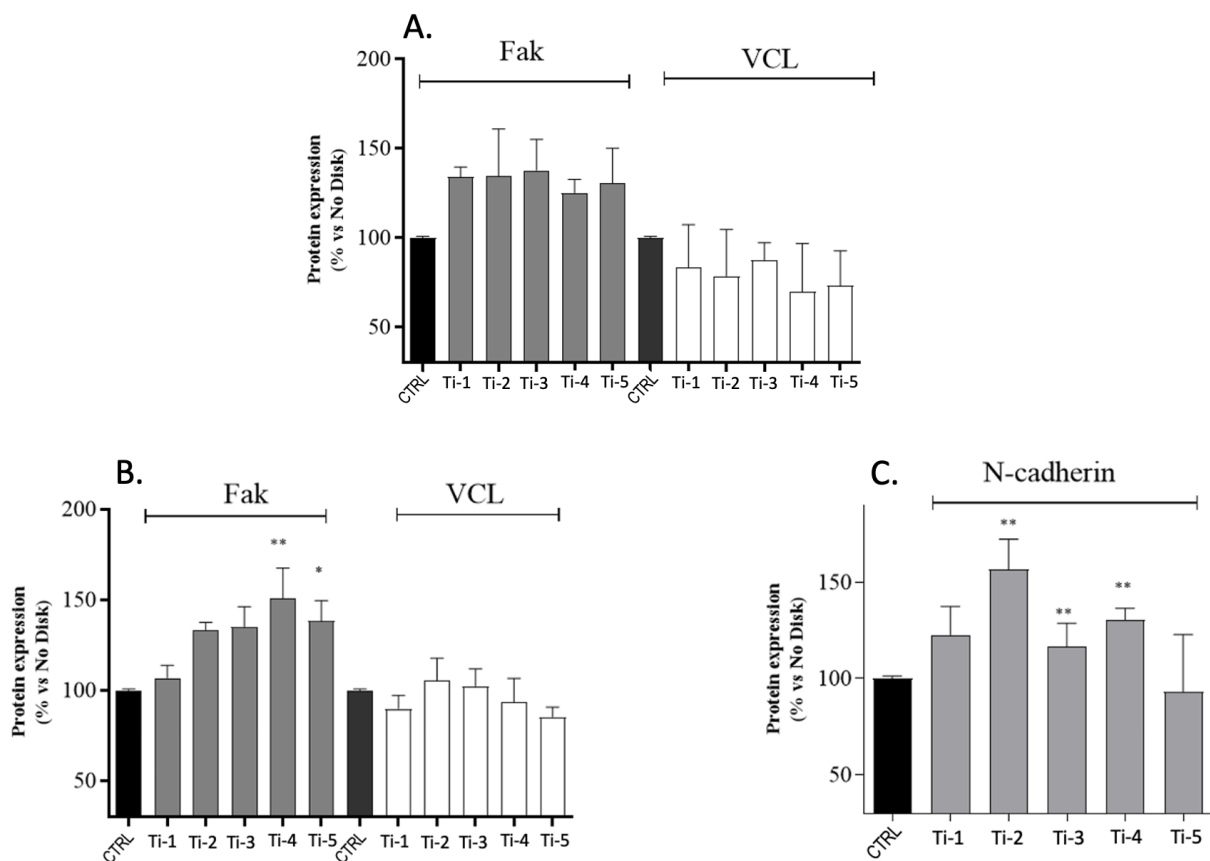 A.
Fak
VCL
Protein expression
(% vs No Disk)
200
150
100
50
CTRL Ti-1 Ti-2 Ti-3 Ti-4 Ti-5 CTRL Ti-1 Ti-2 Ti-3 Ti-4 Ti-5
B.
Fak
VCL
Protein expression
(% vs No Disk)
200
150
100
50
** *
CTRL Ti-1 Ti-2 Ti-3 Ti-4 Ti-5 CTRL Ti-1 Ti-2 Ti-3 Ti-4 Ti-5
C.
N-cadherin
Protein expression
(% vs No Disk)
150
100
50
** ** **
CTRL Ti-1 Ti-2 Ti-3 Ti-4 Ti-5